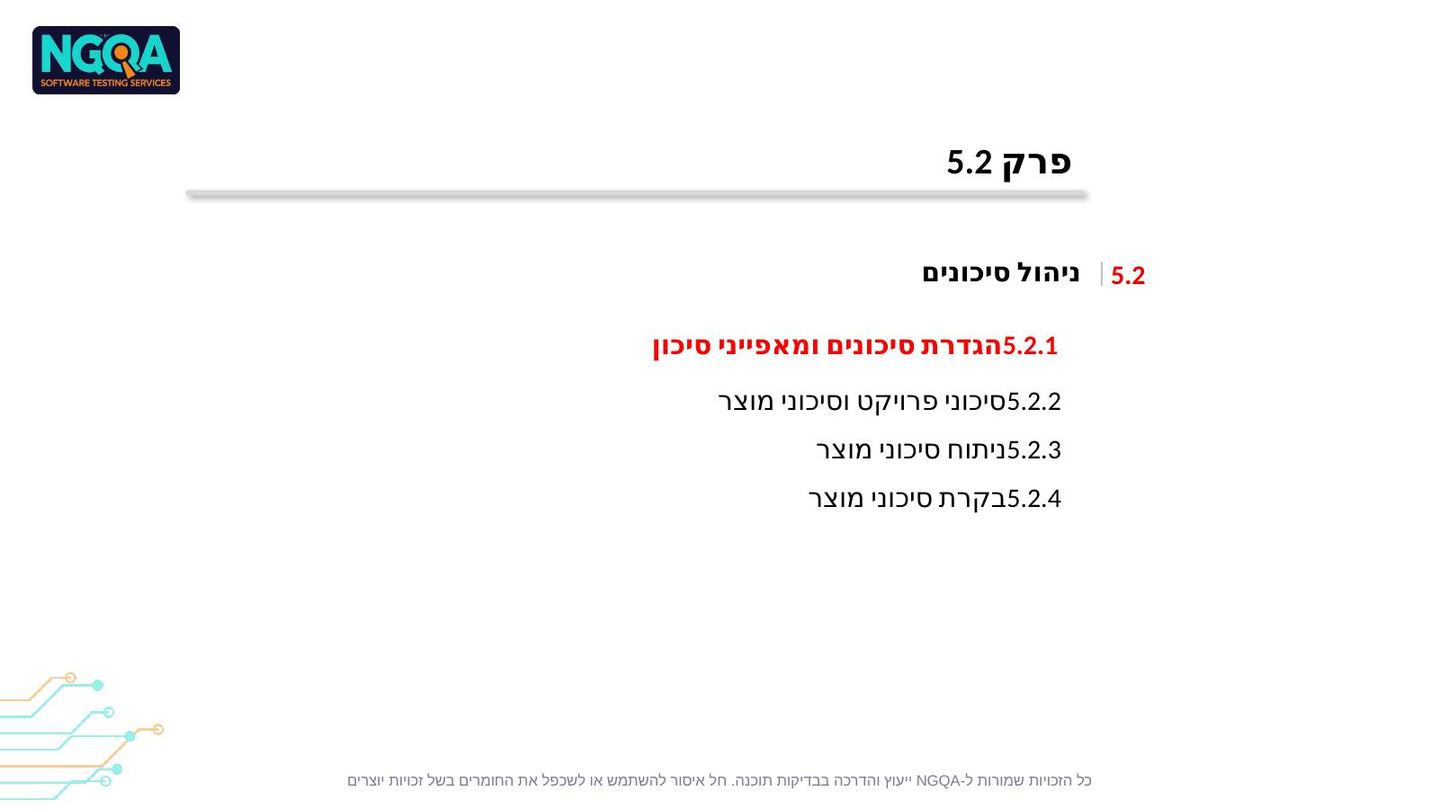 NGQA
SOFTWARE TESTING SERVICES
פרק 5.2
5.2 ניהול סיכונים
5.2.1הגדרת סיכונים ומאפייני סיכון
5.2.2סיכוני פרויקט וסיכוני מוצר
5.2.3ניתוח סיכוני מוצר
5.2.4בקרת סיכוני מוצר
כל הזכויות שמורות ל-NGQA ייעוץ והדרכה בבדיקות תוכנה. חל איסור להשתמש או לשכפל את החומרים בשל זכויות יוצרים